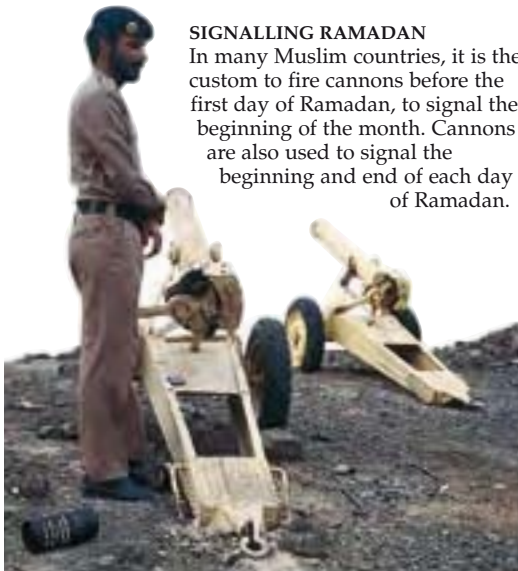 SIGNALLING RAMADAN
In many Muslim countries, it is the
custom to fire cannons before the
first day of Ramadan, to signal the
beginning of the month. Cannons
are also used to signal the
beginning and end of each day
of Ramadan.